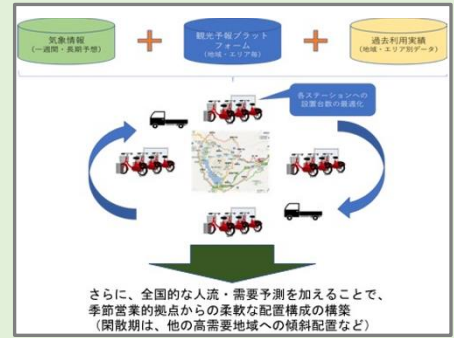 気象情報
（一週間・長期予想）
観光予報プラット
フォーム
（地域・エリア毎）
過去利用実績
（地域・エリア別データ）
各ステーションへの
設置台数の最適化
さらに、全国的な人流・需要予測を加えることで、
季節営業的拠点からの柔軟な配置構成の構築
（閑散期は、他の高需要地域への傾斜配置など）